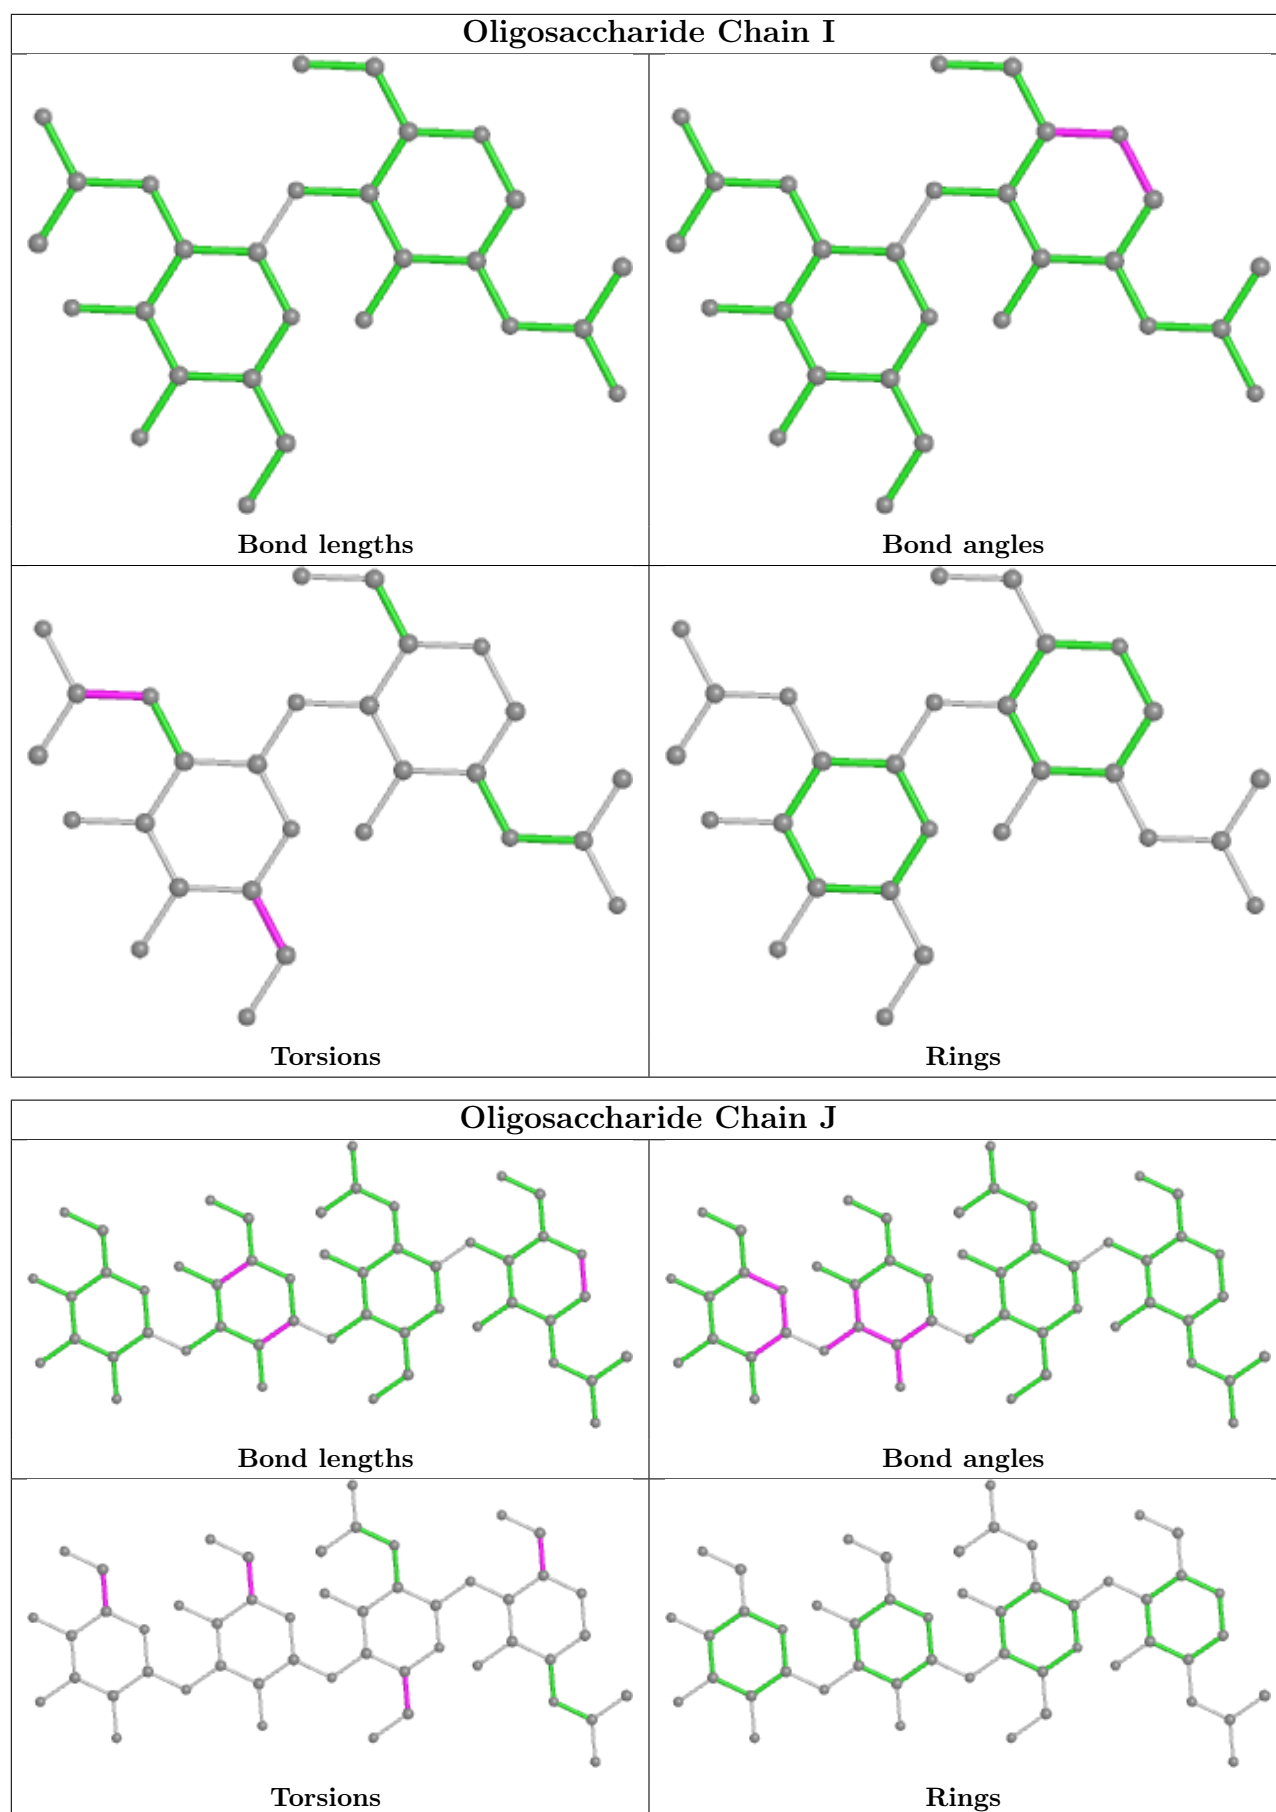 Oligosaccharide Chain I
Bond lengths
Bond angles
Torsions
Rings
Oligosaccharide Chain J
Bond lengths
Bond angles
Torsions
Rings